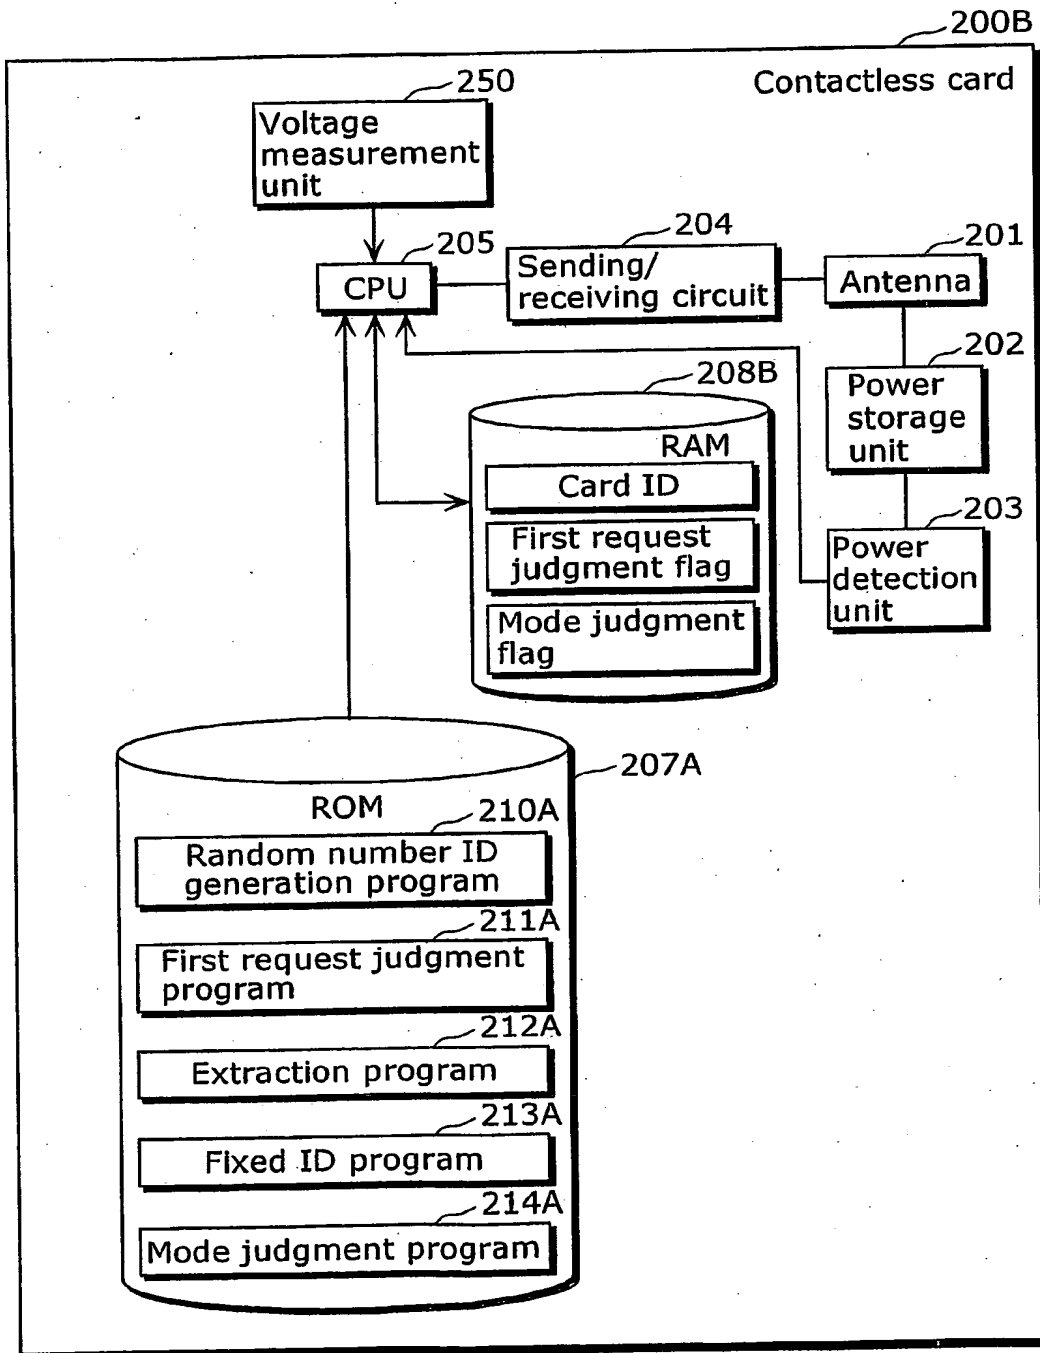 200B
Contactless card
250
Voltage
measurement
unit
205
CPU
204
Sending/
receiving circuit
201
Antenna
202
Power
storage
unit
203
Power
detection
unit
208B
RAM
Card ID
First request
judgment flag
Mode judgment
flag
207A
ROM
210A
Random number ID
generation program
211A
First request judgment
program
212A
Extraction program
213A
Fixed ID program
214A
Mode judgment program